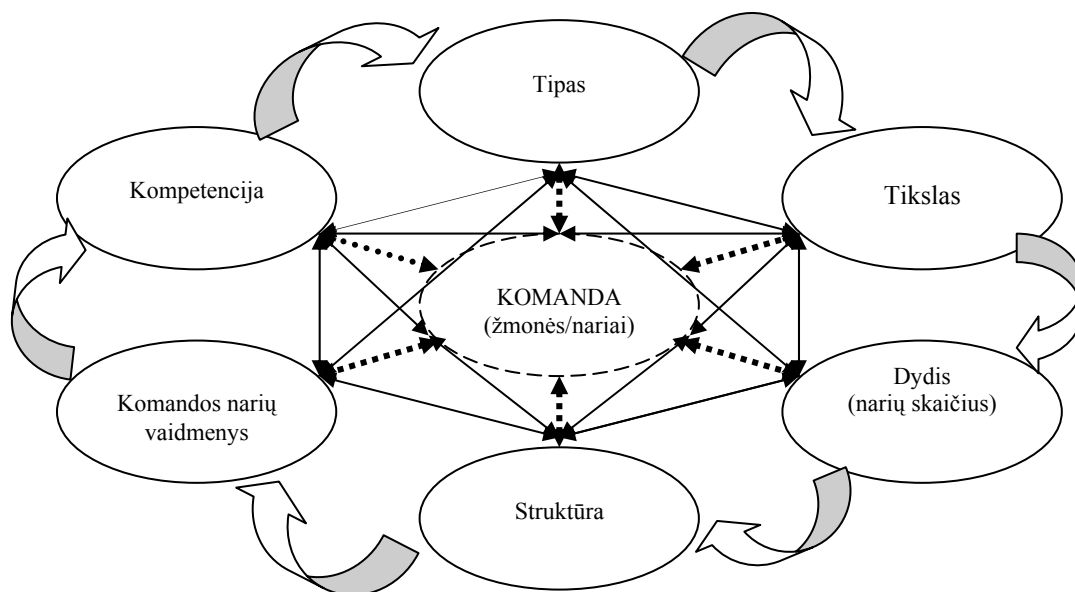 Tipas
Kompetencija
Tikslas
KOMANDA
(žmonės/nariai)
Komandos narių
vaidmenys
Dydis
(narių skaičius)
Struktūra